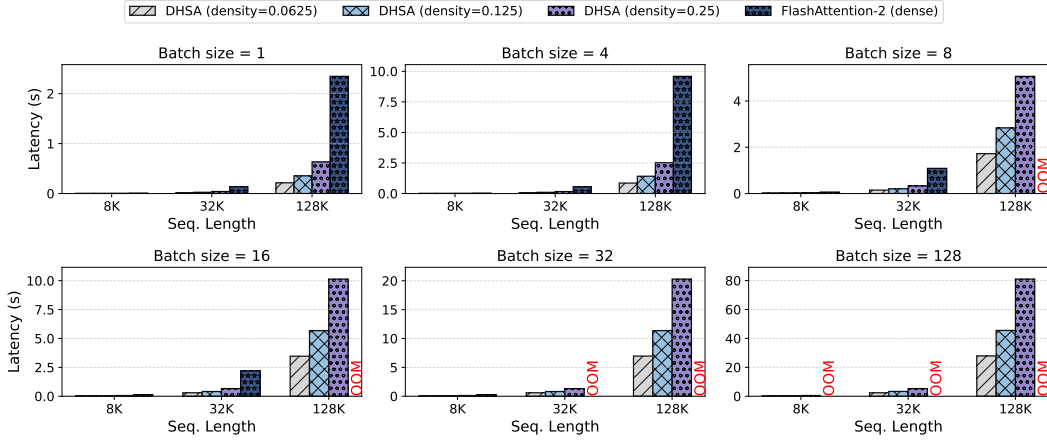 DHSA (density=0.0625) DHSA (density=0.125) DHSA (density=0.25) FlashAttention-2 (dense)
Batch size = 1
Latency (s)
2
1
0
8K 32K 128K
Seq. Length
Batch size = 4
10.0
7.5
5.0
2.5
0.0
8K 32K 128K
Seq. Length
Batch size = 8
4
2
0
OOM
8K 32K 128K
Seq. Length
Batch size = 16
Latency (s)
10.0
7.5
5.0
2.5
0.0
OOM
8K 32K 128K
Seq. Length
Batch size = 32
20
15
10
5
0
OOM OOM
8K 32K 128K
Seq. Length
Batch size = 128
80
60
40
20
0
OOM OOM OOM
8K 32K 128K
Seq. Length